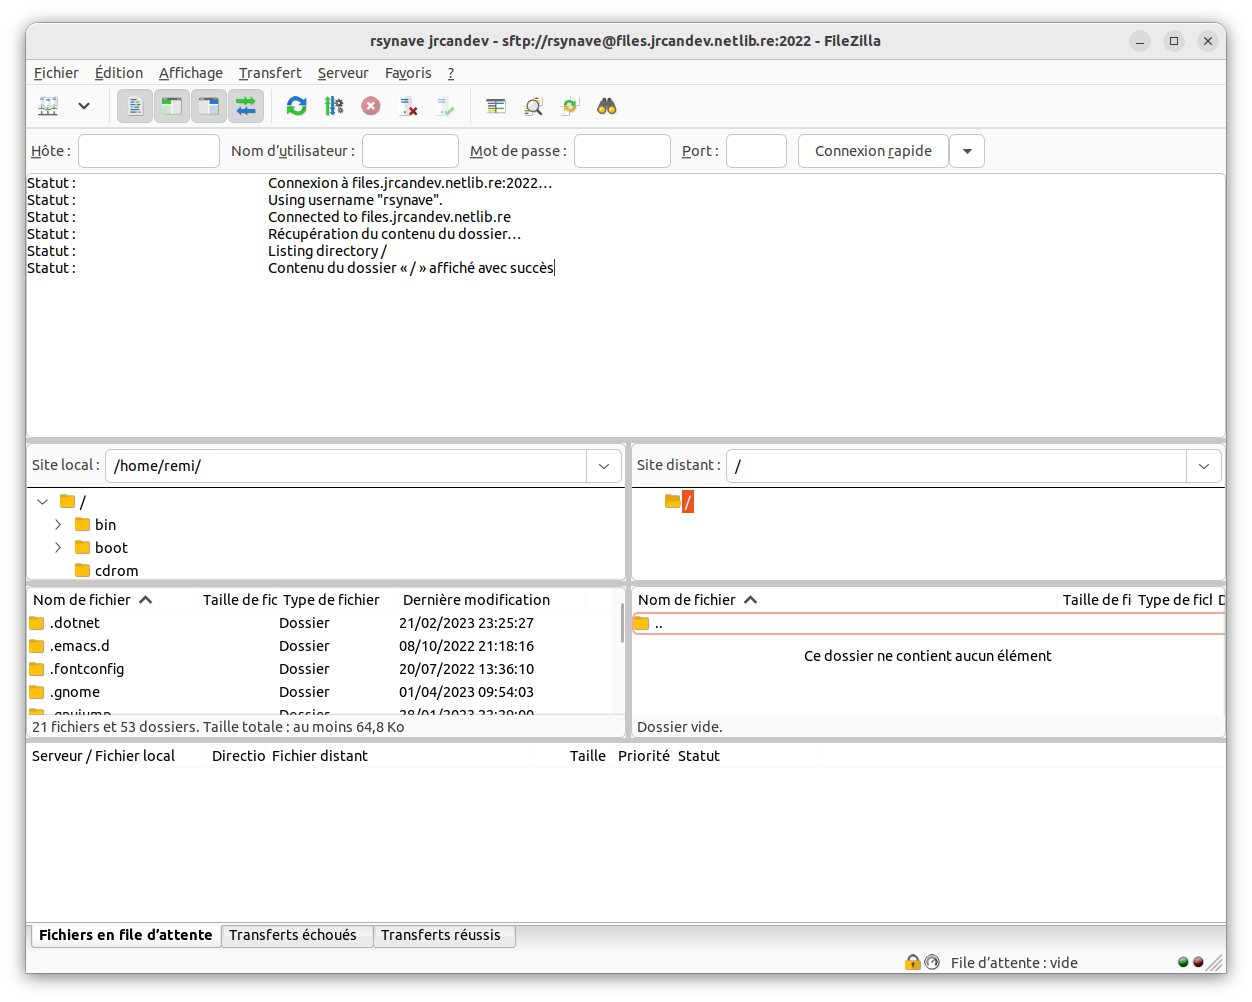 rsynave jrcandev - sftp://rsynave@files.jrcandev.netlib.re:2022 - FileZilla
Fichier Édition Affichage Transfert Serveur Favoris ?
Hôte : Nom d'utilisateur : Mot de passe : Port : Connexion rapide
Statut : Connexion à files.jrcandev.netlib.re:2022...
Statut : Using username "rsynave".
Statut : Connected to files.jrcandev.netlib.re
Statut : Récupération du contenu du dossier...
Statut : Listing directory /
Statut : Contenu du dossier « / » affiché avec succès
Site local : /home/remi/
/
bin
boot
cdrom
Site distant : /
/
Nom de fichier Taille de fic Type de fichier Dernière modification
.dotnet Dossier 21/02/2023 23:25:27
.emacs.d Dossier 08/10/2022 21:18:16
.fontconfig Dossier 20/07/2022 13:36:10
.gnome Dossier 01/04/2023 09:54:03
.gnujump Dossier 28/01/2023 22:29:00
21 fichiers et 53 dossiers. Taille totale : au moins 64,8 Ko
Nom de fichier Taille de fi Type de ficl D
..
Ce dossier ne contient aucun élément
Dossier vide.
Serveur / Fichier local Directio Fichier distant Taille Priorité Statut
Fichiers en file d'attente Transferts échoués Transferts réussis
File d'attente : vide